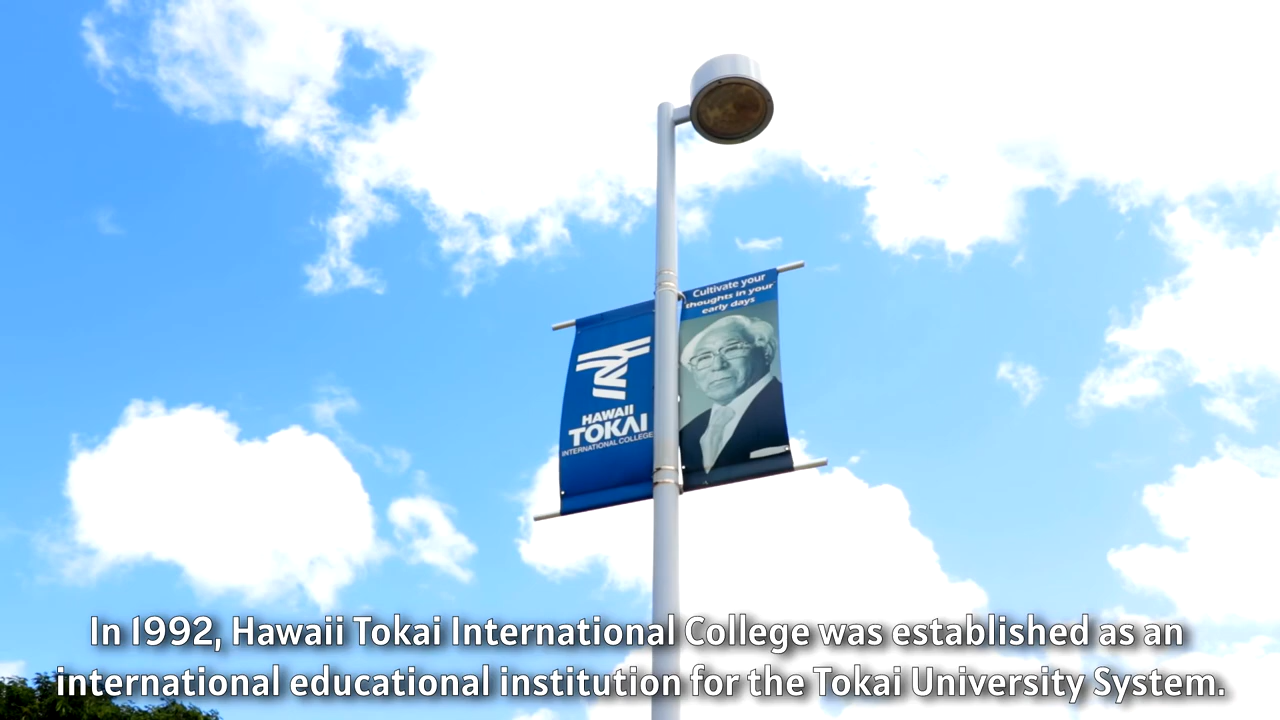 Cultivate your
thoughts in your
early days
HAWAII
TOKAI
INTERNATIONAL COLLEGE
In 1992, Hawaii Tokai International College was established as an
international educational institution for the Tokai University System.